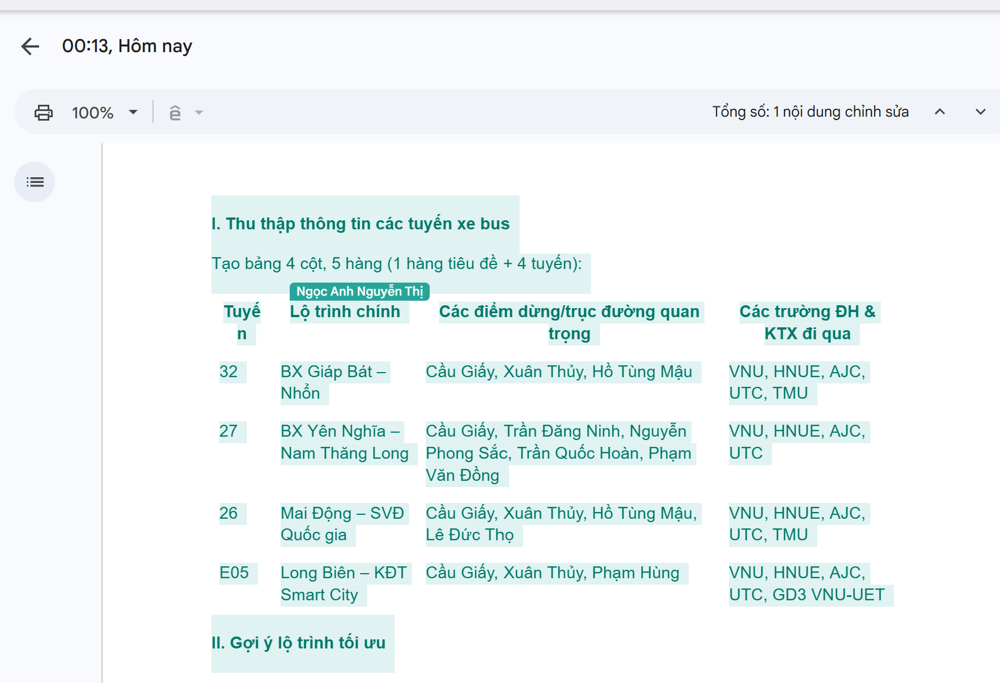 00:13, Hôm nay
100%
ê
Tổng số: 1 nội dung chỉnh sửa
I. Thu thập thông tin các tuyến xe bus
Tạo bảng 4 cột, 5 hàng (1 hàng tiêu đề + 4 tuyến):
Ngọc Anh Nguyễn Thị
Tuyế
n
Lộ trình chính
Các điểm dừng/trục đường quan
trọng
Các trường ĐH &
KTX đi qua
32
BX Giáp Bát –
Nhổn
Cầu Giấy, Xuân Thủy, Hồ Tùng Mậu
VNU, HNUE, AJC,
UTC, TMU
27
BX Yên Nghĩa –
Nam Thăng Long
Cầu Giấy, Trần Đăng Ninh, Nguyễn
Phong Sắc, Trần Quốc Hoàn, Phạm
Văn Đồng
VNU, HNUE, AJC,
UTC
26
Mai Động – SVĐ
Quốc gia
Cầu Giấy, Xuân Thủy, Hồ Tùng Mậu,
Lê Đức Thọ
VNU, HNUE, AJC,
UTC, TMU
E05
Long Biên – KĐT
Smart City
Cầu Giấy, Xuân Thủy, Phạm Hùng
VNU, HNUE, AJC,
UTC, GD3 VNU-UET
II. Gợi ý lộ trình tối ưu